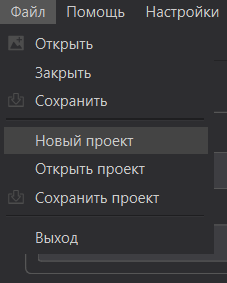 Файл Помощь Настройки
Открыть
Закрыть
Сохранить
Новый проект
Открыть проект
Сохранить проект
Выход